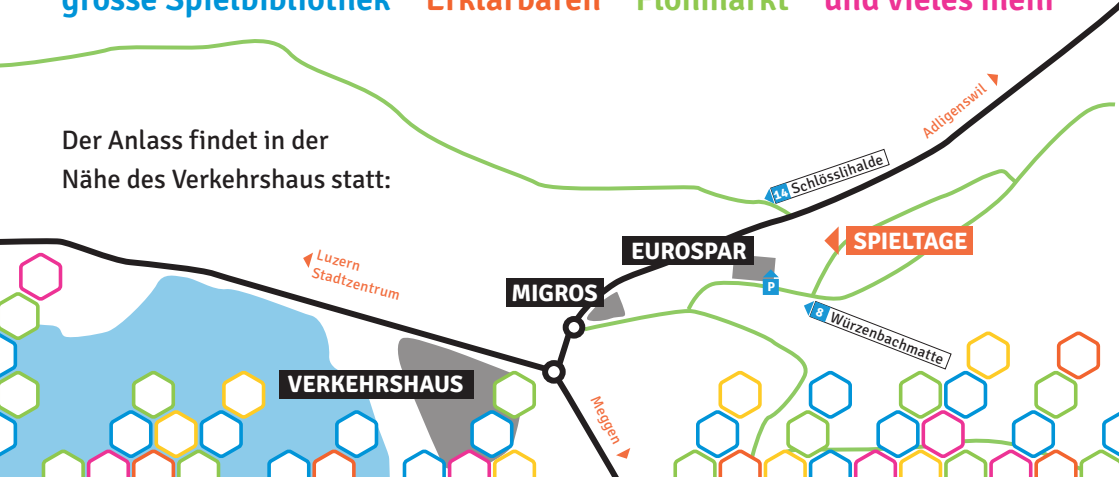 grosse Spielbibliothek Erklärbären Flohmarkt und vieles mehr
Der Anlass findet in der
Nähe des Verkehrshaus statt:
Adligenswil
14 Schlösslihalde
SPIELTAGE
EUROSPAR
Luzern
Stadtzentrum
P
MIGROS
8 Würzenbachmatte
VERKEHRSHAUS
Meggen